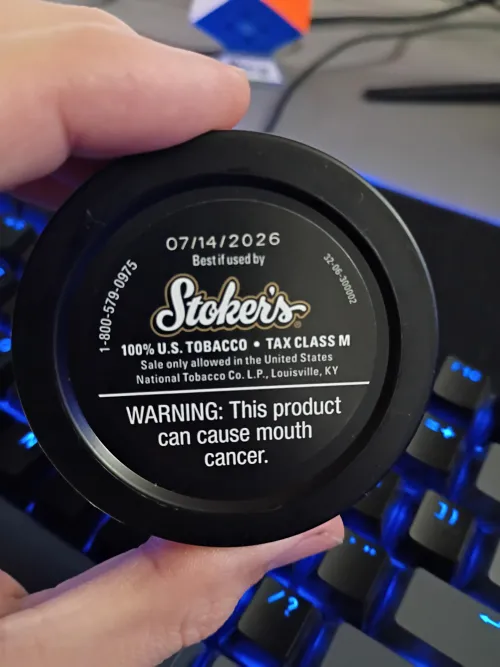 07/14/2026
Best if used by
1-800-579-0975
32-06-300002
Stoker's®
100% U.S. TOBACCO • TAX CLASS M
Sale only allowed in the United States
National Tobacco Co. L.P., Louisville, KY
WARNING: This product
can cause mouth
cancer.
F10
/?